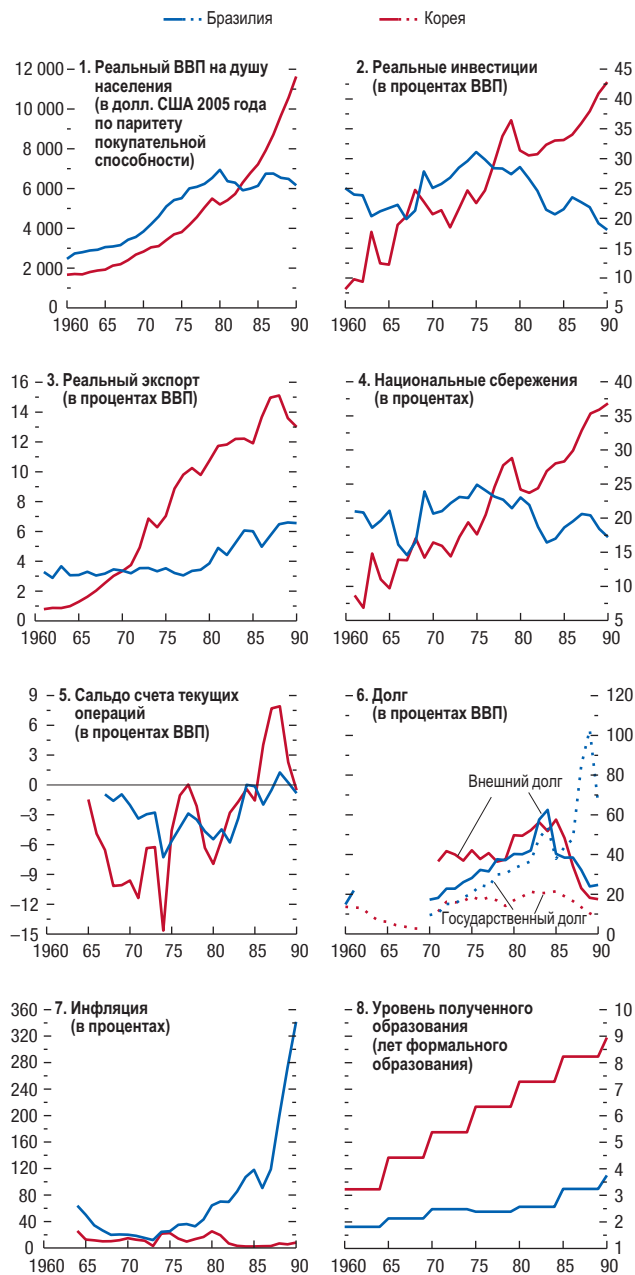 Бразилия
Корея
1. Реальный ВВП на душу
населения
(в долл. США 2005 года
по паритету
покупательной
способности)
12 000
10 000
8 000
6 000
4 000
2 000
0
1960 65 70 75 80 85 90
2. Реальные инвестиции
(в процентах ВВП)
45
40
35
30
25
20
15
10
5
1960 65 70 75 80 85 90
3. Реальный экспорт
(в процентах ВВП)
16
14
12
10
8
6
4
2
0
1960 65 70 75 80 85 90
4. Национальные сбережения
(в процентах)
40
35
30
25
20
15
10
5
1960 65 70 75 80 85 90
5. Сальдо счета текущих
операций
(в процентах ВВП)
9
6
3
0
–3
–6
–9
–12
–15
1960 65 70 75 80 85 90
6. Долг
(в процентах ВВП)
120
100
80
60
40
20
0
Внешний долг
Государственный долг
1960 65 70 75 80 85 90
7. Инфляция
(в процентах)
360
320
280
240
200
160
120
80
40
0
1960 65 70 75 80 85 90
8. Уровень полученного
образования
(лет формального
образования)
10
9
8
7
6
5
4
3
2
1
1960 65 70 75 80 85 90